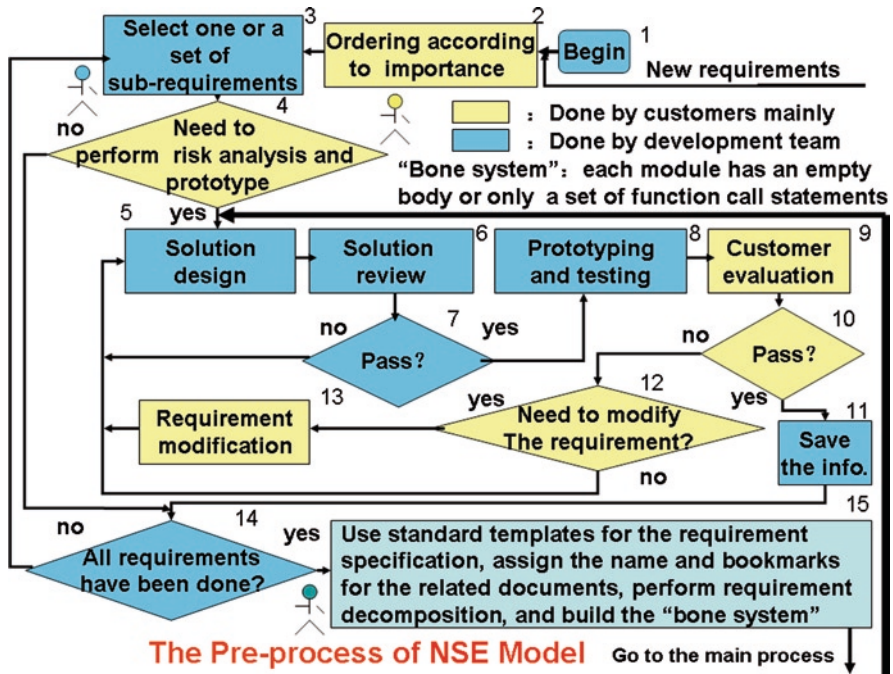 1
Begin
New requirements
2
Ordering according
to importance
3
Select one or a
set of
sub-requirements
: Done by customers mainly
: Done by development team
“Bone system”: each module has an empty
body or only a set of function call statements
4
Need to
perform risk analysis and
prototype
no
yes
5
Solution
design
6
Solution
review
7
Pass?
no
yes
8
Prototyping
and testing
9
Customer
evaluation
10
Pass?
no
yes
11
Save
the info.
12
Need to modify
The requirement?
yes
no
13
Requirement
modification
14
All requirements
have been done?
no
yes
15
Use standard templates for the requirement
specification, assign the name and bookmarks
for the related documents, perform requirement
decomposition, and build the “bone system”
The Pre-process of NSE Model
Go to the main process